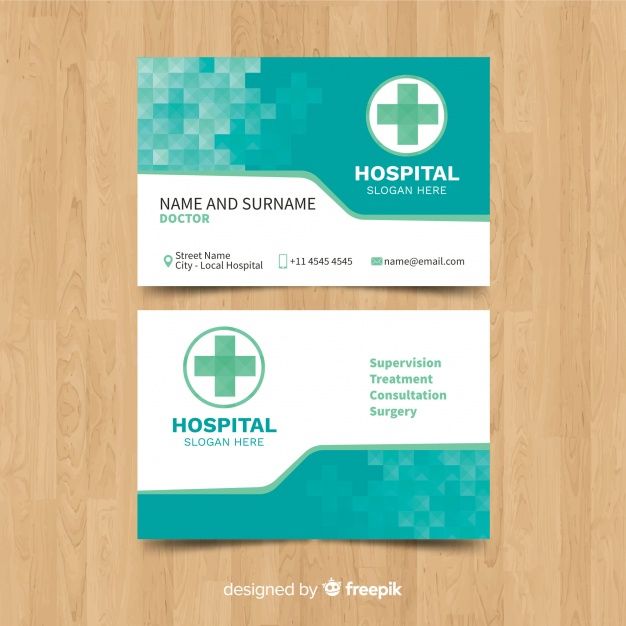 HOSPITAL
SLOGAN HERE
NAME AND SURNAME
DOCTOR
Street Name
City - Local Hospital
+11 4545 4545
name@email.com
HOSPITAL
SLOGAN HERE
Supervision
Treatment
Consultation
Surgery
designed by freepik